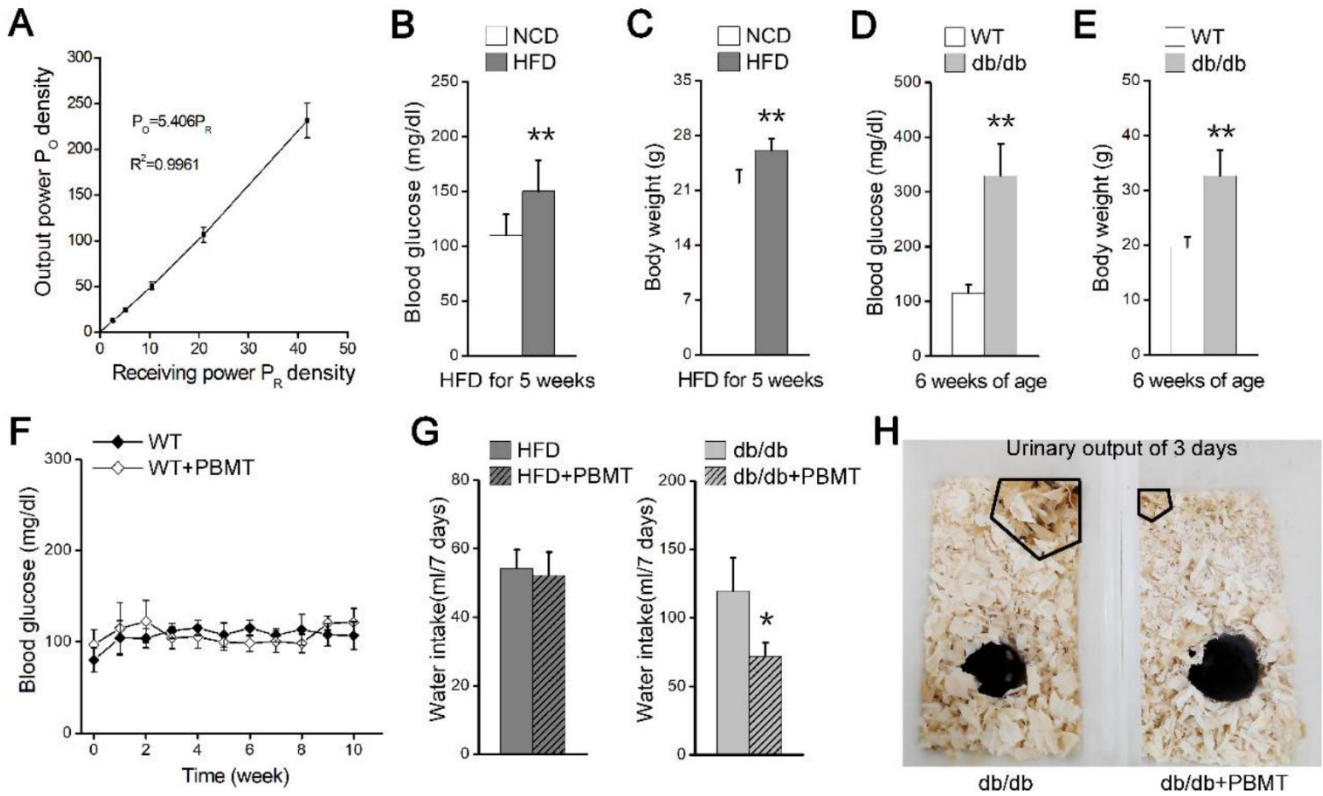 A
Output power P_O density
250
200
150
100
50
0
P_O=5.406P_R
R²=0.9961
0 10 20 30 40 50
Receiving power P_R density
B
NCD
HFD
Blood glucose (mg/dl)
250
200
150
100
50
0
**
HFD for 5 weeks
C
NCD
HFD
Body weight (g)
35
28
21
14
7
0
**
HFD for 5 weeks
D
WT
db/db
Blood glucose (mg/dl)
500
400
300
200
100
0
**
6 weeks of age
E
WT
db/db
Body weight (g)
50
40
30
20
10
0
**
6 weeks of age
F
WT
WT+PBMT
Blood glucose (mg/dl)
300
200
100
0
0 2 4 6 8 10
Time (week)
G
HFD
HFD+PBMT
Water intake(ml/7 days)
80
60
40
20
0
db/db
db/db+PBMT
Water intake(ml/7 days)
200
150
100
50
0
*
H
Urinary output of 3 days
db/db
db/db+PBMT